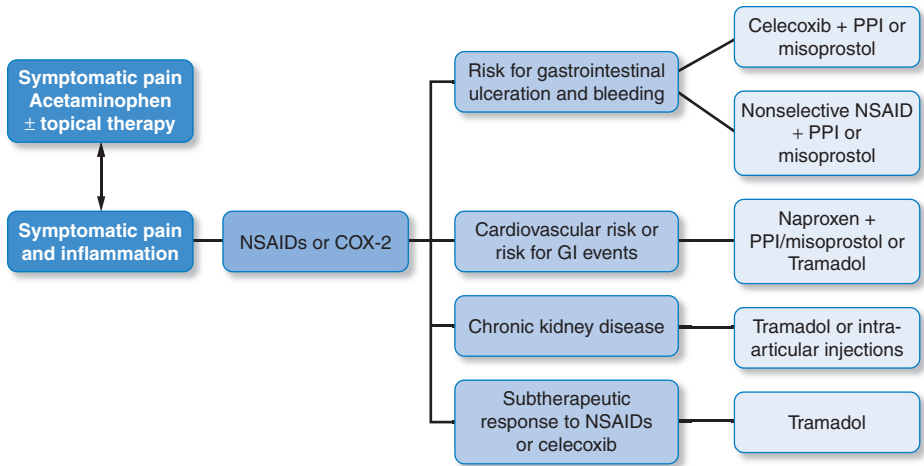 Symptomatic pain
Acetaminophen
± topical therapy
Symptomatic pain
and inflammation
NSAIDs or COX-2
Risk for gastrointestinal
ulceration and bleeding
Celecoxib + PPI or
misoprostol
Nonselective NSAID
+ PPI or
misoprostol
Cardiovascular risk or
risk for GI events
Naproxen +
PPI/misoprostol or
Tramadol
Chronic kidney disease
Tramadol or intra-
articular injections
Subtherapeutic
response to NSAIDs
or celecoxib
Tramadol